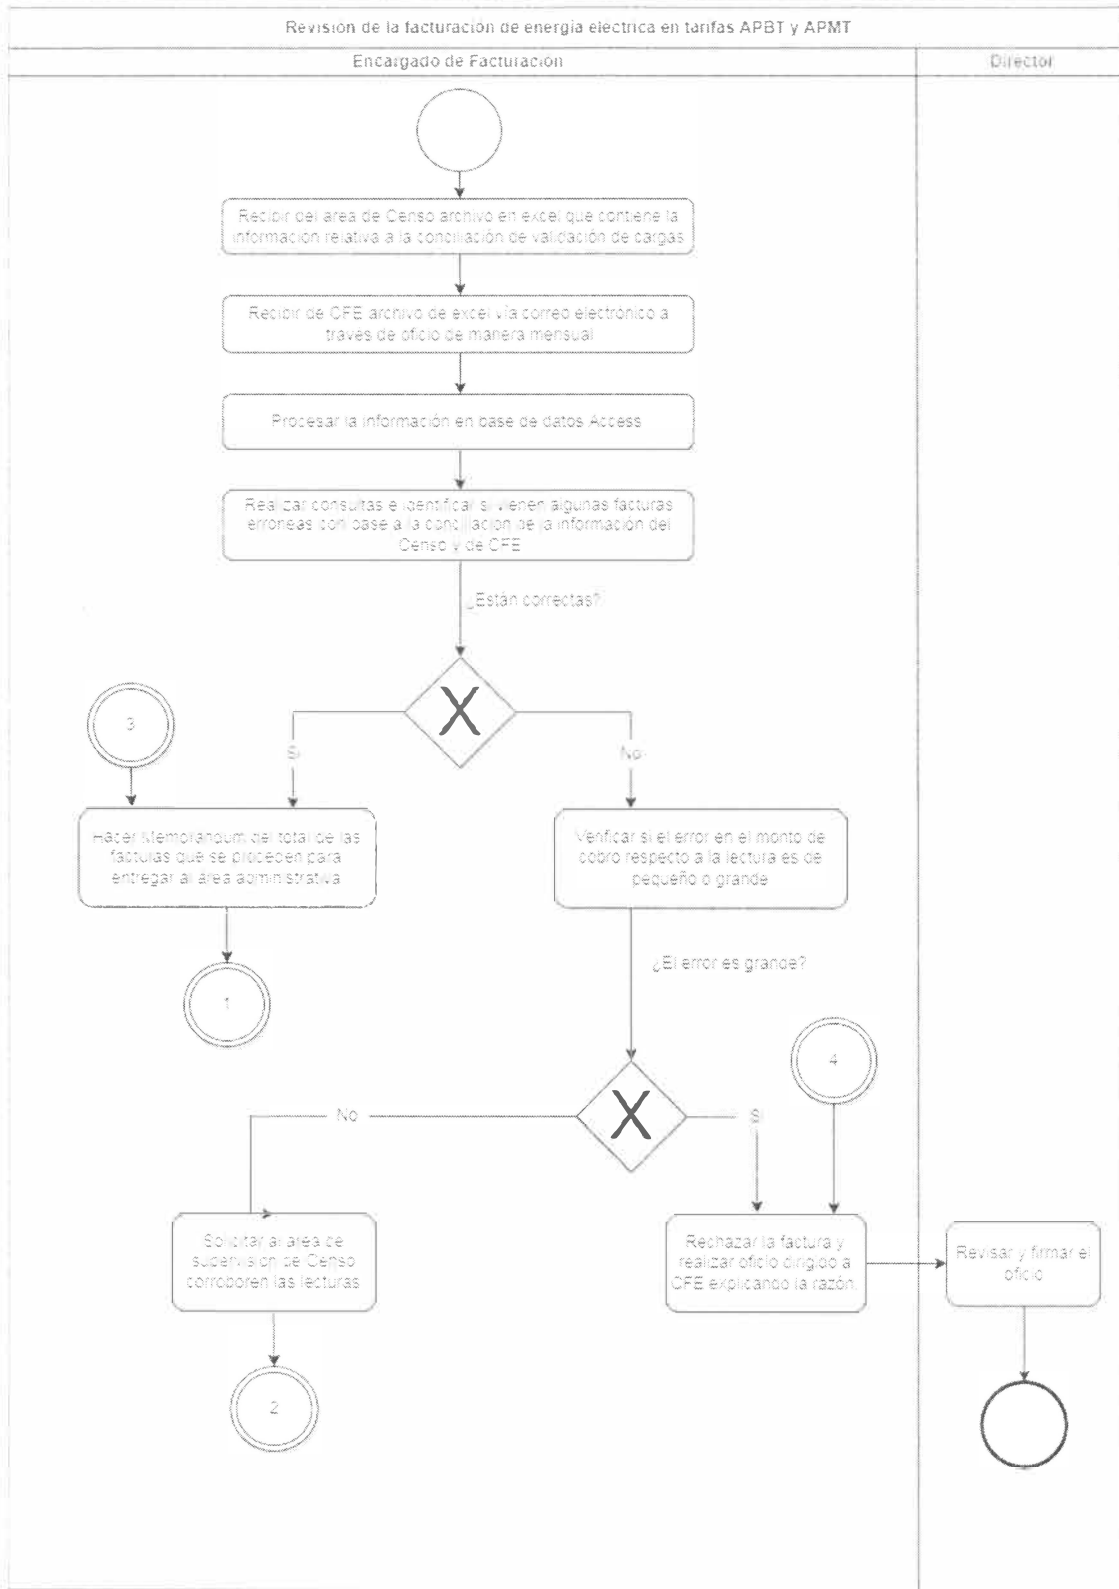 Revisión de la facturación de energía eléctrica en tarifas APBT y APMT
Encargado de Facturación
Director
Recibir del área de Censo archivo en excel que contiene la
información relativa a la conciliación de validación de cargas
Recibir de CFE archivo de excel vía correo electrónico a
través de oficio de manera mensual
Procesar la información en base de datos Access
Realizar consultas e identificar si vienen algunas facturas
erróneas con base a la conciliación de la información del
Censo y de CFE
¿Están correctas?
X
3
Si
No
Hacer Memorándum del total de las
facturas que se proceden para
entregar al área administrativa
Verificar si el error en el monto de
cobro respecto a la lectura es de
pequeño o grande
1
¿El error es grande?
4
X
No
Si
Solicitar al área de
supervisión de Censo
corroboren las lecturas
Rechazar la factura y
realizar oficio dirigido a
CFE explicando la razón
Revisar y firmar el
oficio
2